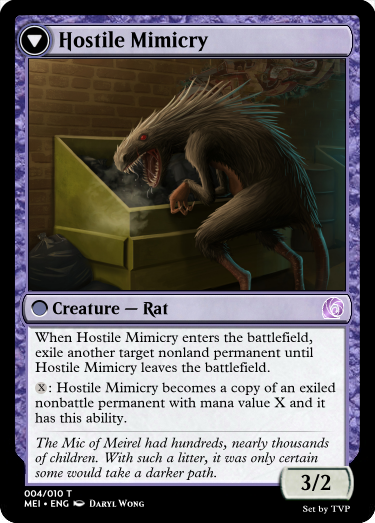 Hostile Mimicry
Creature — Rat
When Hostile Mimicry enters the battlefield,
exile another target nonland permanent until
Hostile Mimicry leaves the battlefield.
X: Hostile Mimicry becomes a copy of an exiled
nonbattle permanent with mana value X and it
has this ability.
The Mic of Meirel had hundreds, nearly thousands
of children. With such a litter, it was only certain
some would take a darker path.
3/2
004/010 T
MEI • ENG Daryl Wong
Set by TVP